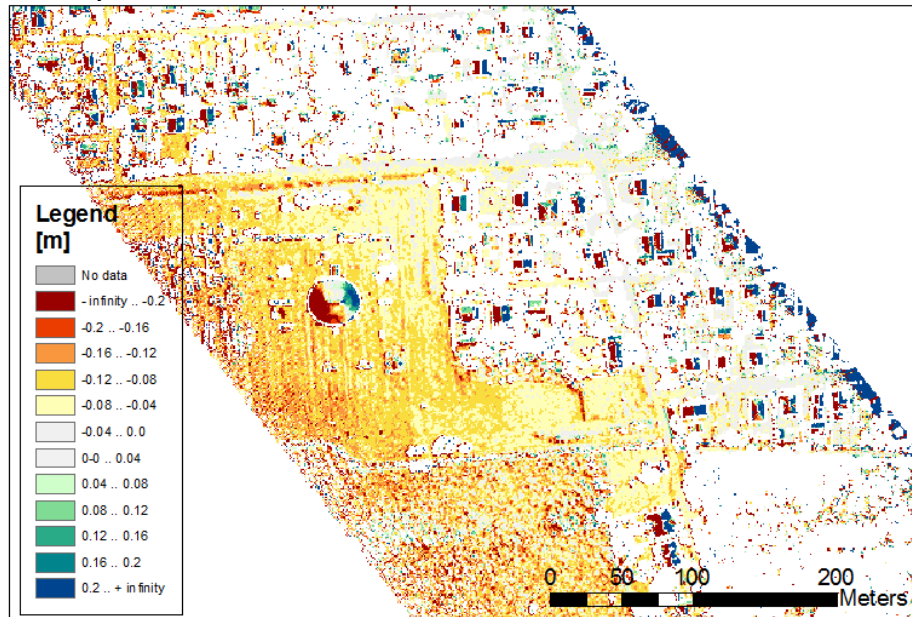 Legend
[m]
No data
- infinity .. -0.2
-0.2 .. -0.16
-0.16 .. -0.12
-0.12 .. -0.08
-0.08 .. -0.04
-0.04 .. 0.0
0-0 .. 0.04
0.04 .. 0.08
0.08 .. 0.12
0.12 .. 0.16
0.16 .. 0.2
0.2 .. + infinity
0 50 100 200
Meters